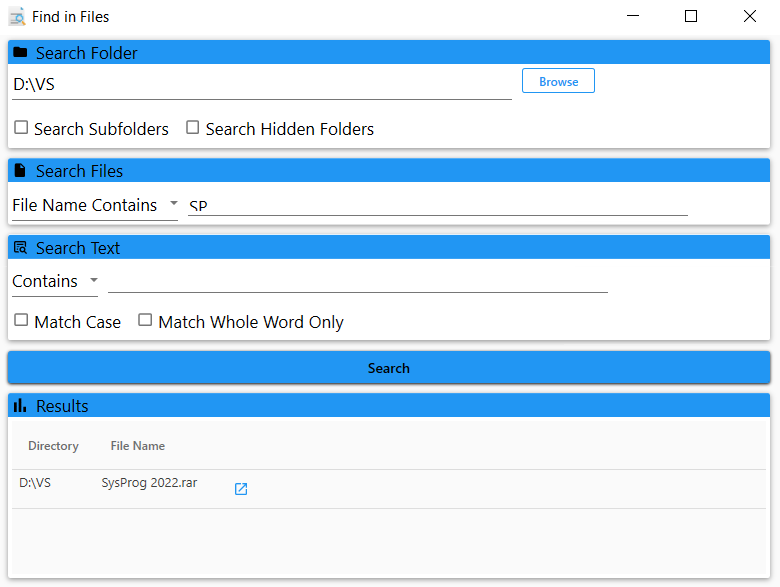 Find in Files
Search Folder
D:\VS
Browse
Search Subfolders Search Hidden Folders
Search Files
File Name Contains SP
Search Text
Contains
Match Case Match Whole Word Only
Search
Results
Directory File Name
D:\VS SysProg 2022.rar